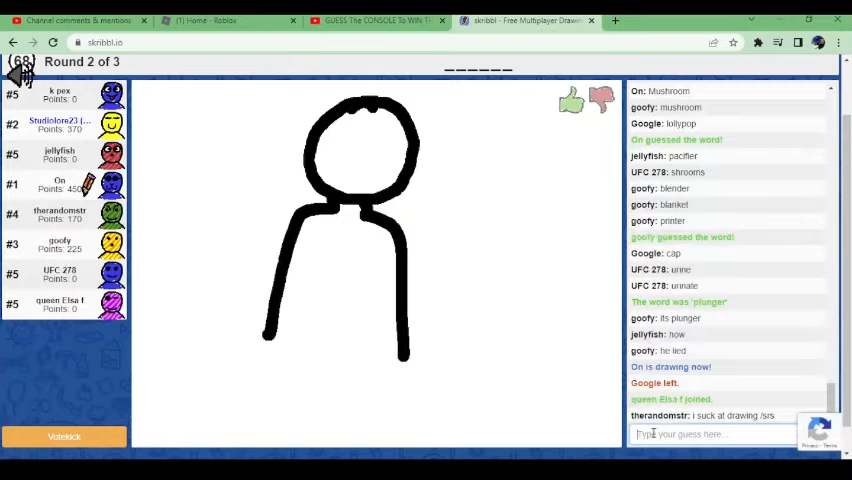 Channel comments & mentions
(1) Home - Roblox
GUESS The CONSOLE To WIN Th
skribbl - Free Multiplayer Drawin
skribbl.io
(68) Round 2 of 3
______
#5 k pex
Points: 0
#2 Studiolore23 (...
Points: 370
#5 jellyfish
Points: 0
#1 On
Points: 450
#4 therandomstr
Points: 170
#3 goofy
Points: 225
#5 UFC 278
Points: 0
#5 queen Elsa f
Points: 0
Votekick
On: Mushroom
goofy: mushroom
Google: lollypop
On guessed the word!
jellyfish: pacifier
UFC 278: shrooms
goofy: blender
goofy: blanket
goofy: printer
goofy guessed the word!
Google: cap
UFC 278: urine
UFC 278: urinate
The word was 'plunger'
goofy: its plunger
jellyfish: how
goofy: he lied
On is drawing now!
Google left.
queen Elsa f joined.
therandomstr: i suck at drawing /srs
Type your guess here...
Privacy - Terms